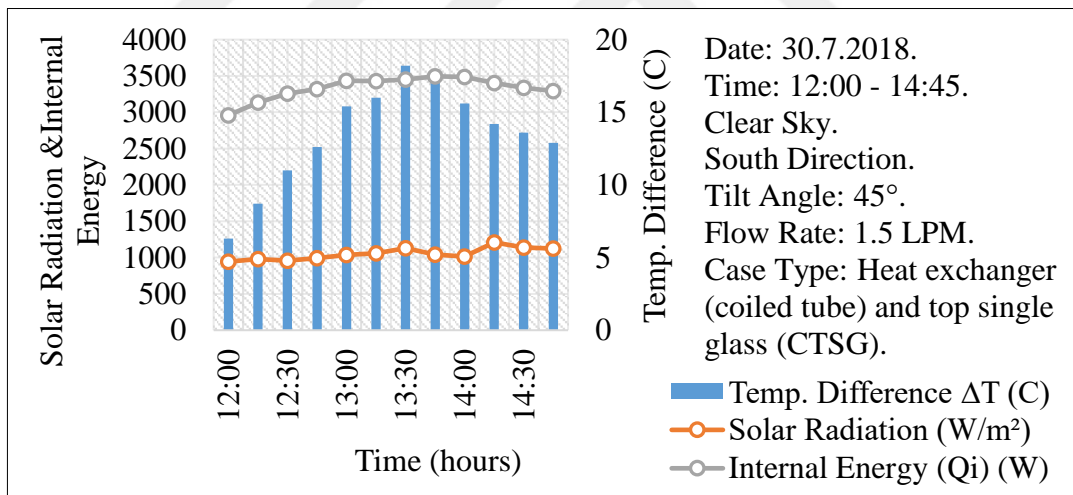 Solar Radiation &Internal
Energy
4000
3500
3000
2500
2000
1500
1000
500
0
12:00
12:30
13:00
13:30
14:00
14:30
Time (hours)
20
15
10
5
0
Temp. Difference (C)
Date: 30.7.2018.
Time: 12:00 - 14:45.
Clear Sky.
South Direction.
Tilt Angle: 45°.
Flow Rate: 1.5 LPM.
Case Type: Heat exchanger
(coiled tube) and top single
glass (CTSG).
Temp. Difference ΔT (C)
Solar Radiation (W/m²)
Internal Energy (Qi) (W)